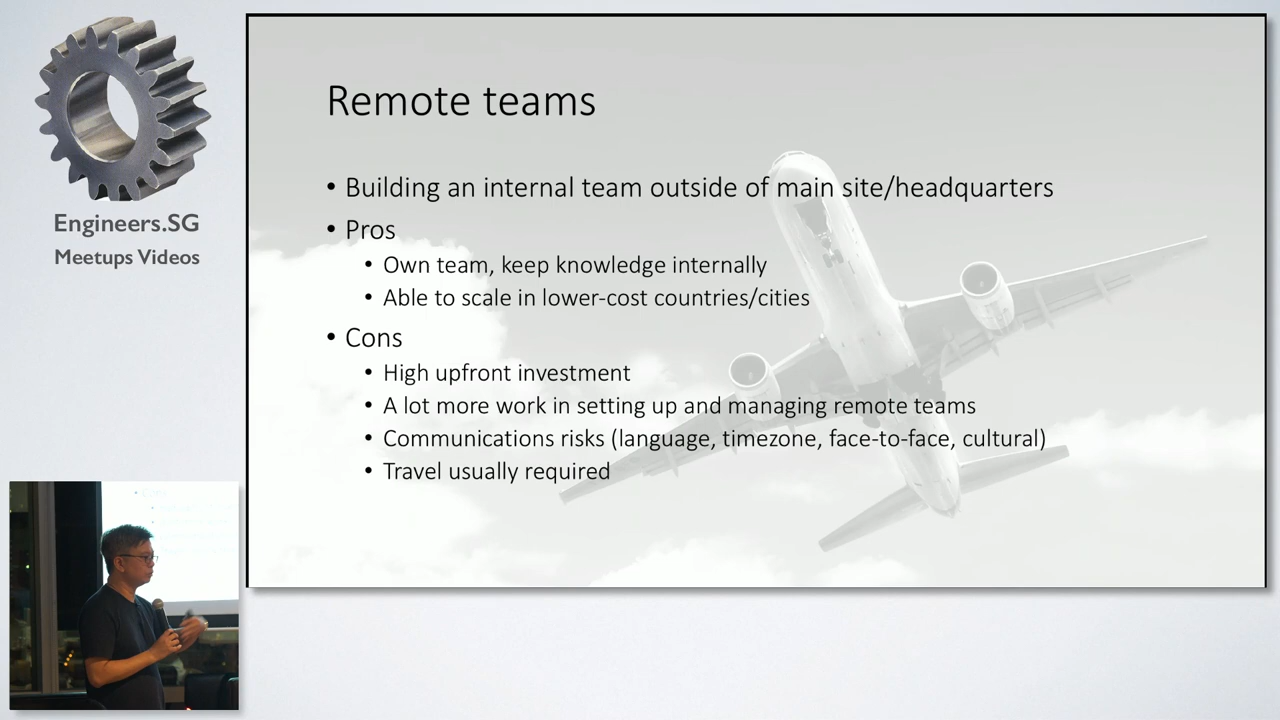 Engineers.SG
Meetups Videos
Remote teams
• Building an internal team outside of main site/headquarters
• Pros
• Own team, keep knowledge internally
• Able to scale in lower-cost countries/cities
• Cons
• High upfront investment
• A lot more work in setting up and managing remote teams
• Communications risks (language, timezone, face-to-face, cultural)
• Travel usually required